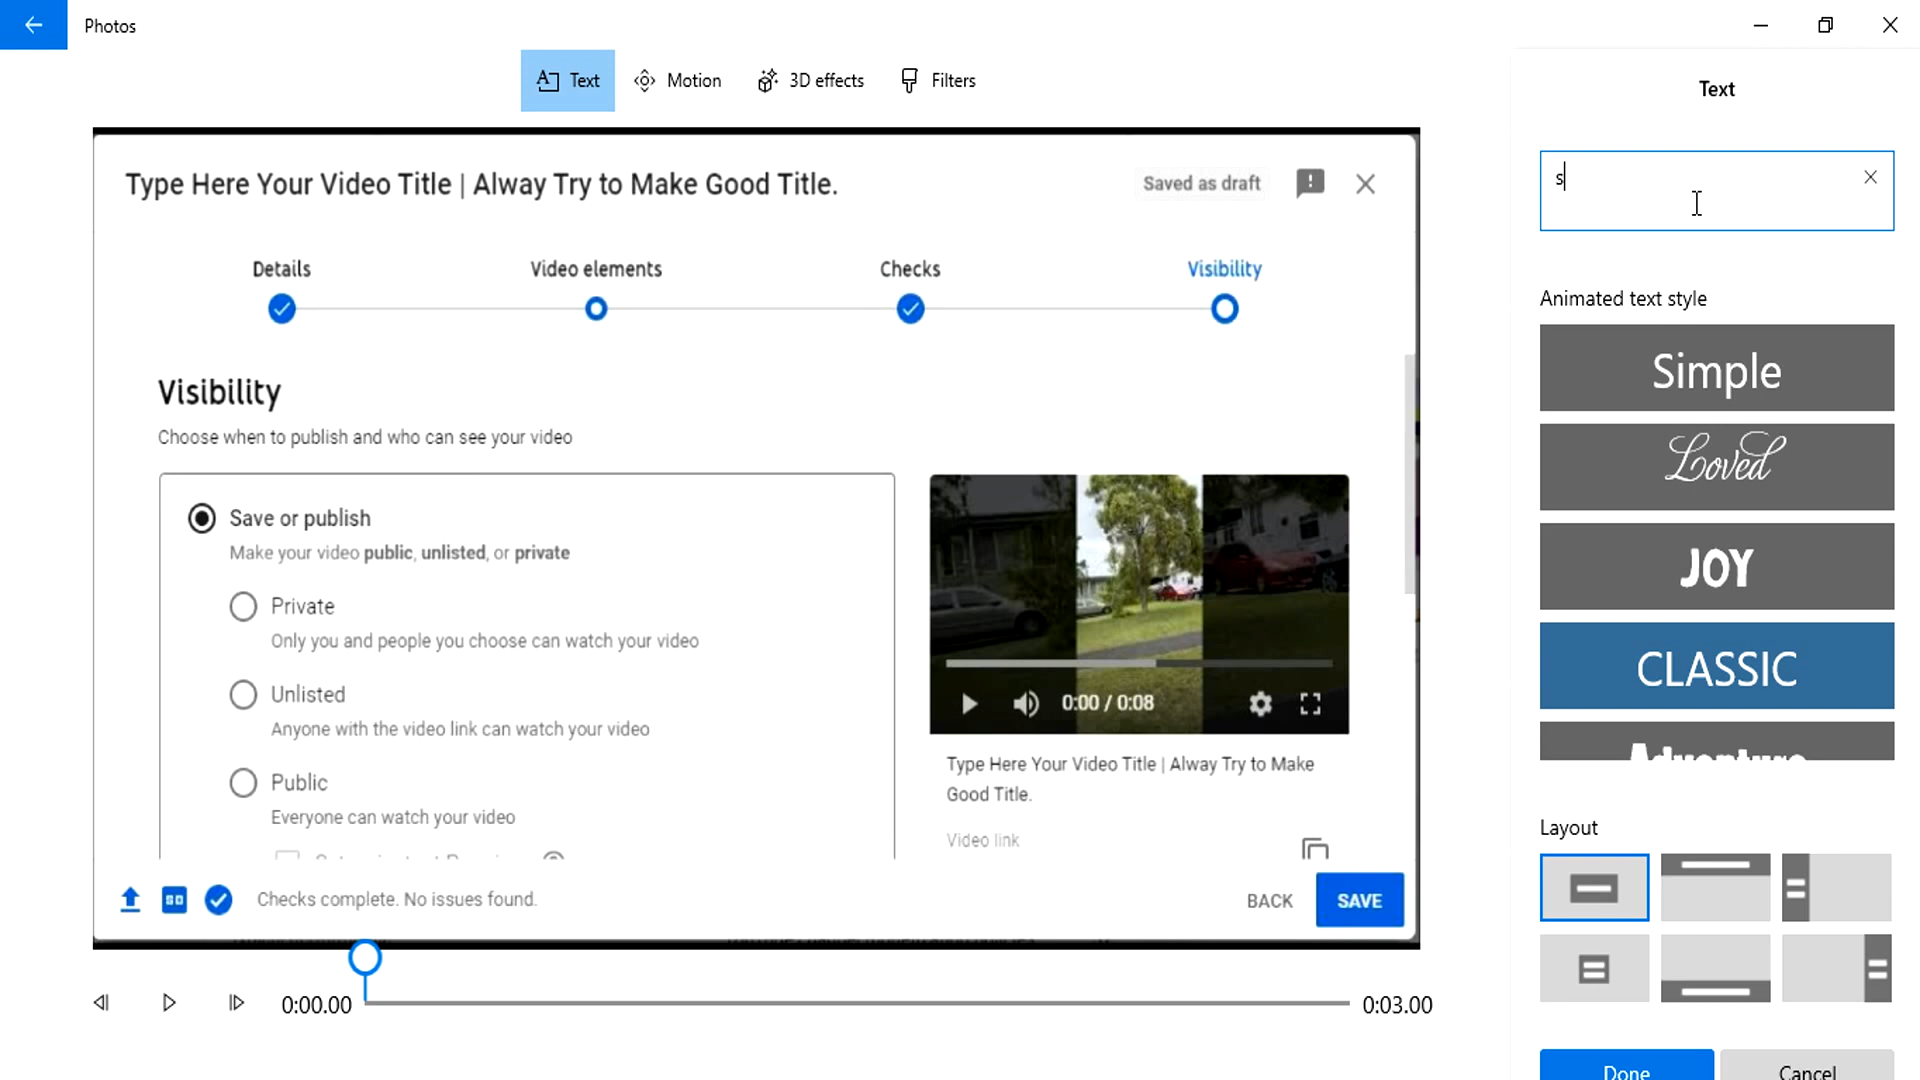 Photos
Text
Motion
3D effects
Filters
Text
s
Type Here Your Video Title | Alway Try to Make Good Title.
Saved as draft
Details
Video elements
Checks
Visibility
Animated text style
Simple
Loved
JOY
CLASSIC
Adventure
Visibility
Choose when to publish and who can see your video
Save or publish
Make your video public, unlisted, or private
Private
Only you and people you choose can watch your video
Unlisted
Anyone with the video link can watch your video
Public
Everyone can watch your video
0:00 / 0:08
Type Here Your Video Title | Alway Try to Make
Good Title.
Video link
Layout
SD
Checks complete. No issues found.
BACK
SAVE
0:00.00
0:03.00
Done
Cancel